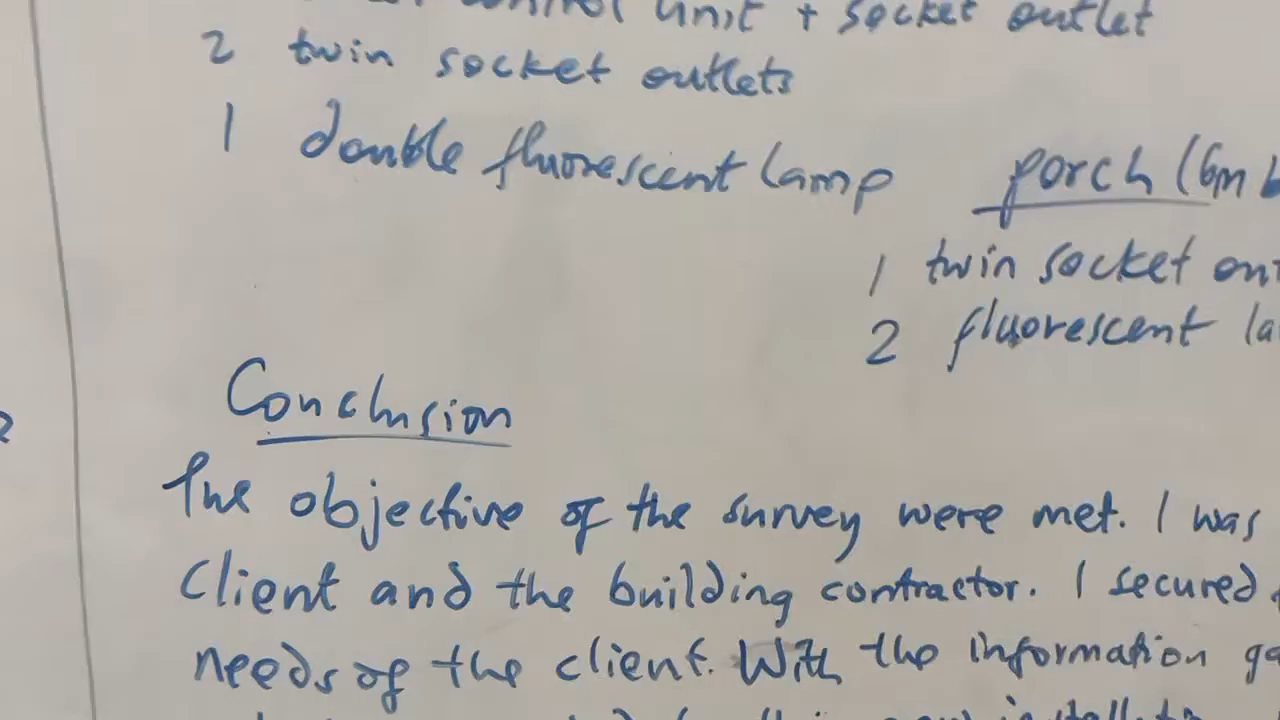 control unit + socket outlet
2 twin socket outlets
1 double fluorescent lamp
porch (6m
1 twin socket
2 fluorescent
Conclusion
The objective of the survey were met. I was
Client and the building contractor. I secured
needs of the client. With the information